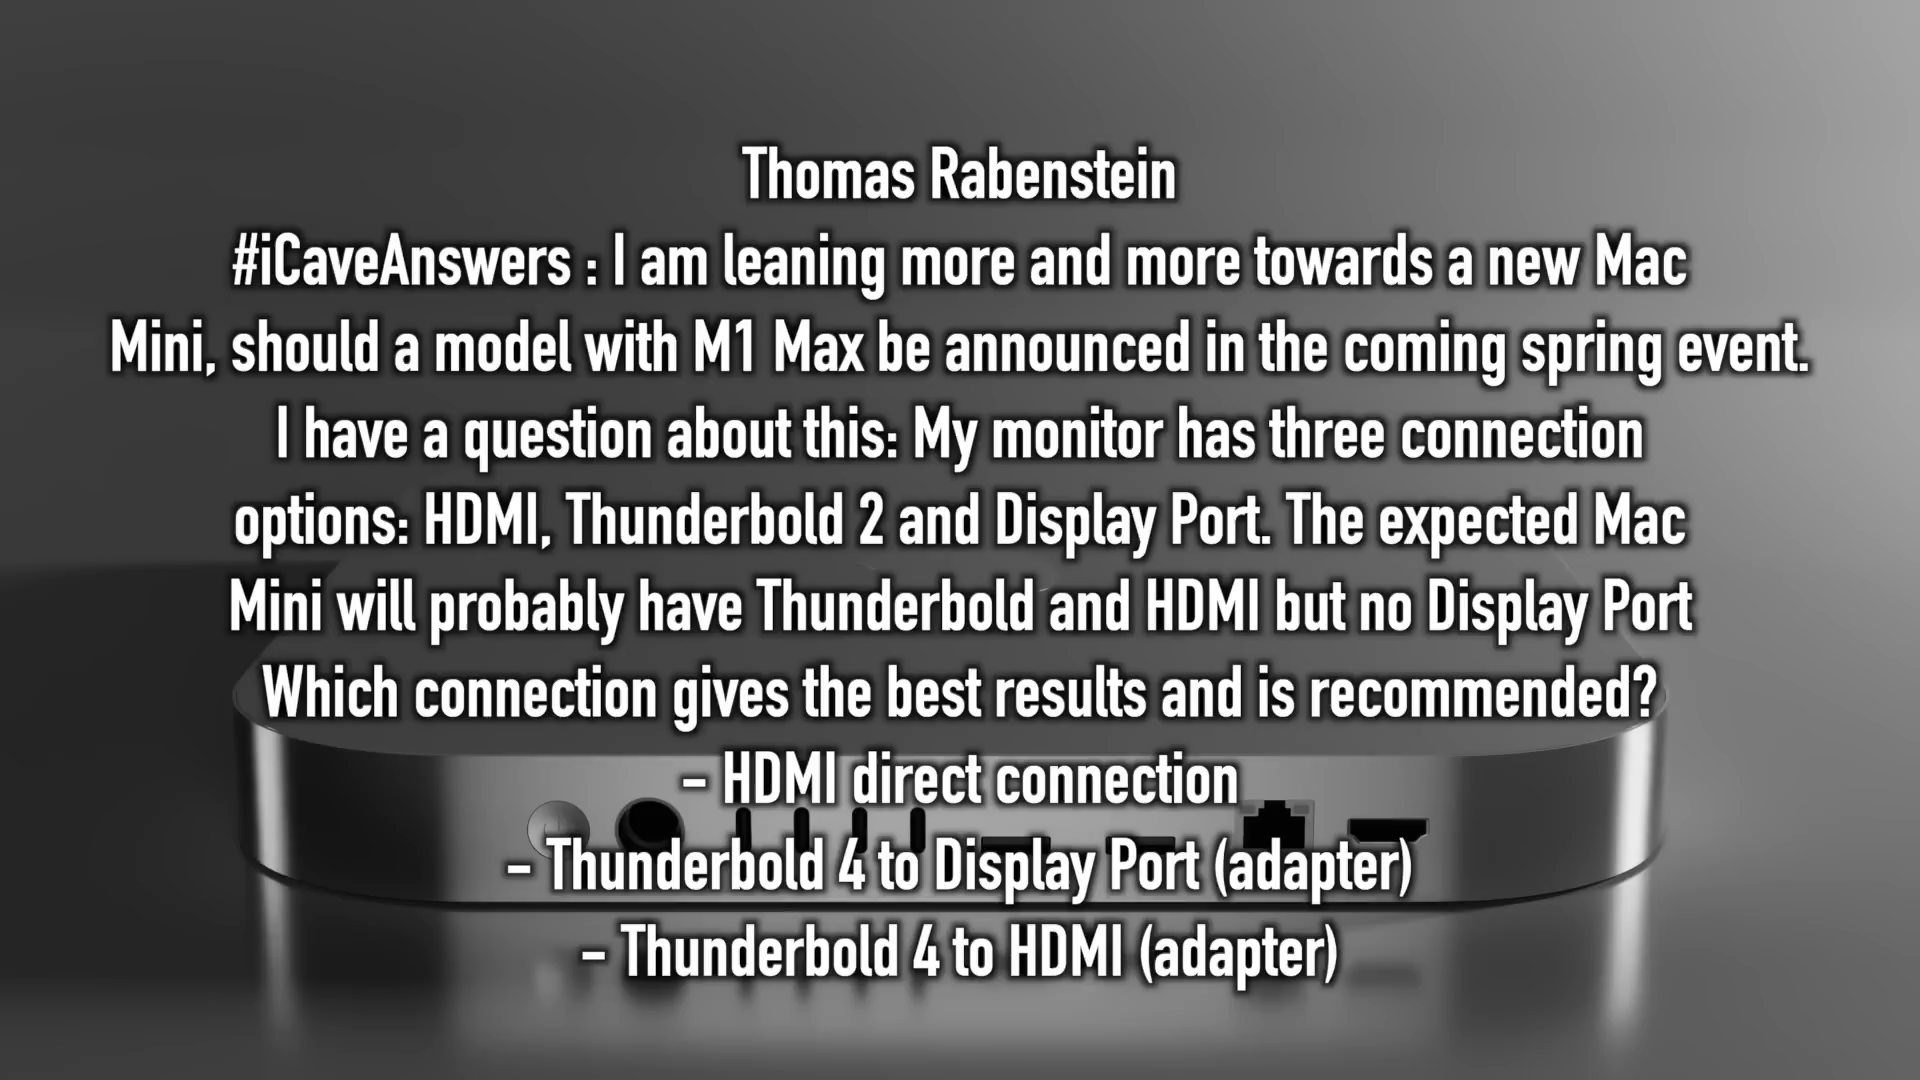 Thomas Rabenstein
#iCaveAnswers : I am leaning more and more towards a new Mac
Mini, should a model with M1 Max be announced in the coming spring event.
I have a question about this: My monitor has three connection
options: HDMI, Thunderbold 2 and Display Port. The expected Mac
Mini will probably have Thunderbold and HDMI but no Display Port
Which connection gives the best results and is recommended?
- HDMI direct connection
- Thunderbold 4 to Display Port (adapter)
- Thunderbold 4 to HDMI (adapter)